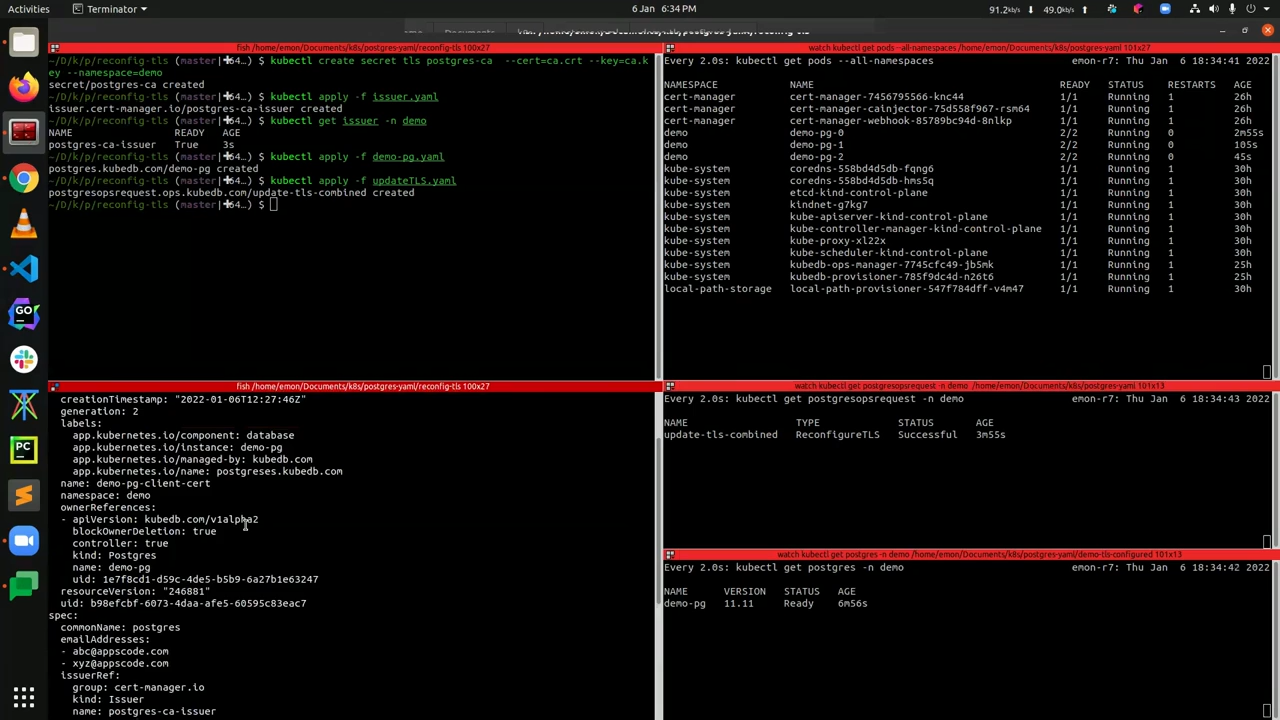 Activities
Terminator
6 Jan 6:34 PM
91.2kb/s
49.0kb/s
fish /home/emon/Documents/k8s/postgres-yaml/reconfig-tls 100x27
~/D/k/p/reconfig-tls (master|✚64…) $ kubectl create secret tls postgres-ca --cert=ca.crt --key=ca.k
ey --namespace=demo
secret/postgres-ca created
~/D/k/p/reconfig-tls (master|✚64…) $ kubectl apply -f issuer.yaml
issuer.cert-manager.io/postgres-ca-issuer created
~/D/k/p/reconfig-tls (master|✚64…) $ kubectl get issuer -n demo
NAME READY AGE
postgres-ca-issuer True 3s
~/D/k/p/reconfig-tls (master|✚64…) $ kubectl apply -f demo-pg.yaml
postgres.kubedb.com/demo-pg created
~/D/k/p/reconfig-tls (master|✚64…) $ kubectl apply -f updateTLS.yaml
postgresopsrequest.ops.kubedb.com/update-tls-combined created
~/D/k/p/reconfig-tls (master|✚64…) $
watch kubectl get pods --all-namespaces 101x27
Every 2.0s: kubectl get pods --all-namespaces emon-r7: Thu Jan 6 18:34:41 2022
NAMESPACE NAME READY STATUS RESTARTS AGE
cert-manager cert-manager-7456795566-knc44 1/1 Running 1 26h
cert-manager cert-manager-cainjector-75d558f967-rsm64 1/1 Running 1 26h
cert-manager cert-manager-webhook-85789bc94d-8nlkp 1/1 Running 1 26h
demo demo-pg-0 2/2 Running 0 2m55s
demo demo-pg-1 2/2 Running 0 105s
demo demo-pg-2 2/2 Running 0 45s
kube-system coredns-558bd4d5db-fqng6 1/1 Running 1 30h
kube-system coredns-558bd4d5db-hms5q 1/1 Running 1 30h
kube-system etcd-kind-control-plane 1/1 Running 1 30h
kube-system kindnet-g7kg7 1/1 Running 1 30h
kube-system kube-apiserver-kind-control-plane 1/1 Running 1 30h
kube-system kube-controller-manager-kind-control-plane 1/1 Running 1 30h
kube-system kube-proxy-xl22x 1/1 Running 1 30h
kube-system kube-scheduler-kind-control-plane 1/1 Running 1 30h
kube-system kubedb-ops-manager-7745cfc49-jb5mk 1/1 Running 1 25h
kube-system kubedb-provisioner-785f9dc4d-n26t6 1/1 Running 1 25h
local-path-storage local-path-provisioner-547f784dff-v4m47 1/1 Running 1 30h
fish /home/emon/Documents/k8s/postgres-yaml/reconfig-tls 100x27
creationTimestamp: "2022-01-06T12:27:46Z"
generation: 2
labels:
app.kubernetes.io/component: database
app.kubernetes.io/instance: demo-pg
app.kubernetes.io/managed-by: kubedb.com
app.kubernetes.io/name: postgreses.kubedb.com
name: demo-pg-client-cert
namespace: demo
ownerReferences:
- apiVersion: kubedb.com/v1alpha2
blockOwnerDeletion: true
controller: true
kind: Postgres
name: demo-pg
uid: 1e7f8cd1-d59c-4de5-b5b9-6a27b1e63247
resourceVersion: "246881"
uid: b98efcbf-6073-4daa-afe5-60595c83eac7
spec:
commonName: postgres
emailAddresses:
- abc@appscode.com
- xyz@appscode.com
issuerRef:
group: cert-manager.io
kind: Issuer
name: postgres-ca-issuer
watch kubectl get postgresopsrequest -n demo /home/emon/Documents/k8s/postgres-yaml 101x13
Every 2.0s: kubectl get postgresopsrequest -n demo emon-r7: Thu Jan 6 18:34:43 2022
NAME TYPE STATUS AGE
update-tls-combined ReconfigureTLS Successful 3m55s
watch kubectl get postgres -n demo /home/emon/Documents/k8s/postgres-yaml/demo-tls-configured 101x13
Every 2.0s: kubectl get postgres -n demo emon-r7: Thu Jan 6 18:34:42 2022
NAME VERSION STATUS AGE
demo-pg 11.11 Ready 6m56s
GO
PC